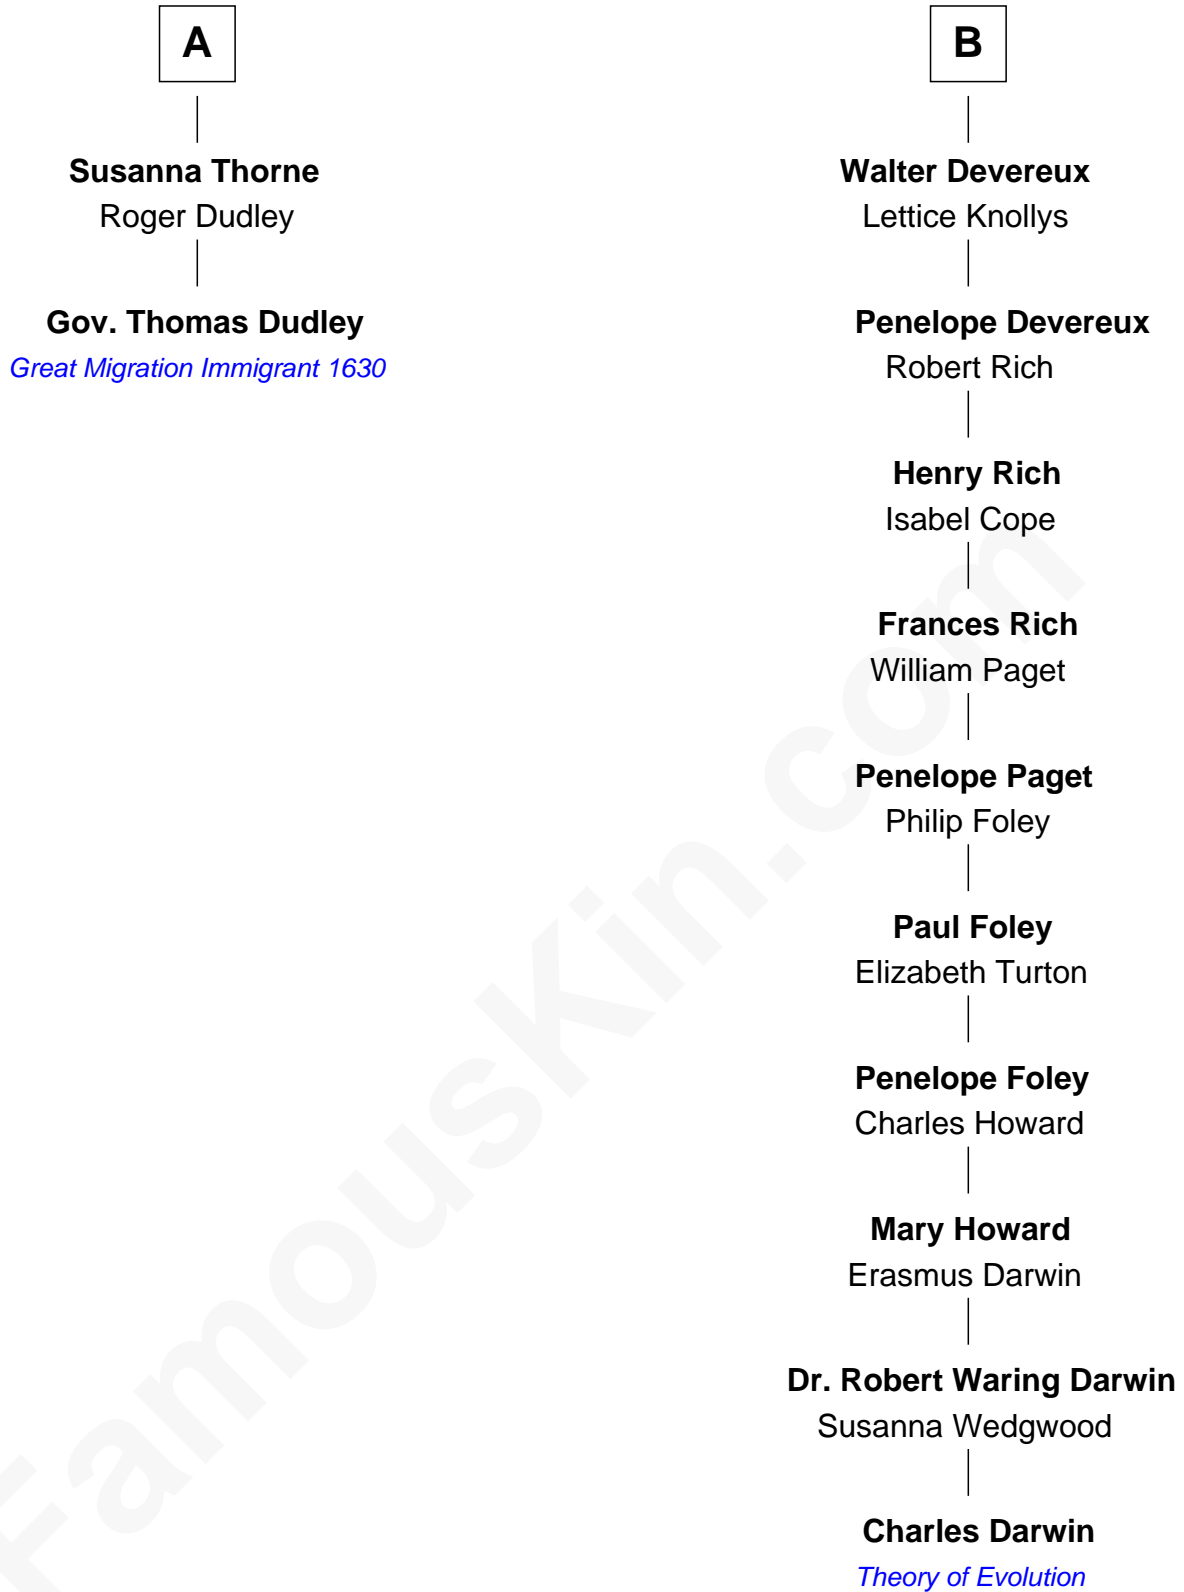 A
Susanna Thorne
Roger Dudley
Gov. Thomas Dudley
Great Migration Immigrant 1630
B
Walter Devereux
Lettice Knollys
Penelope Devereux
Robert Rich
Henry Rich
Isabel Cope
Frances Rich
William Paget
Penelope Paget
Philip Foley
Paul Foley
Elizabeth Turton
Penelope Foley
Charles Howard
Mary Howard
Erasmus Darwin
Dr. Robert Waring Darwin
Susanna Wedgwood
Charles Darwin
Theory of Evolution
FamousKin.com